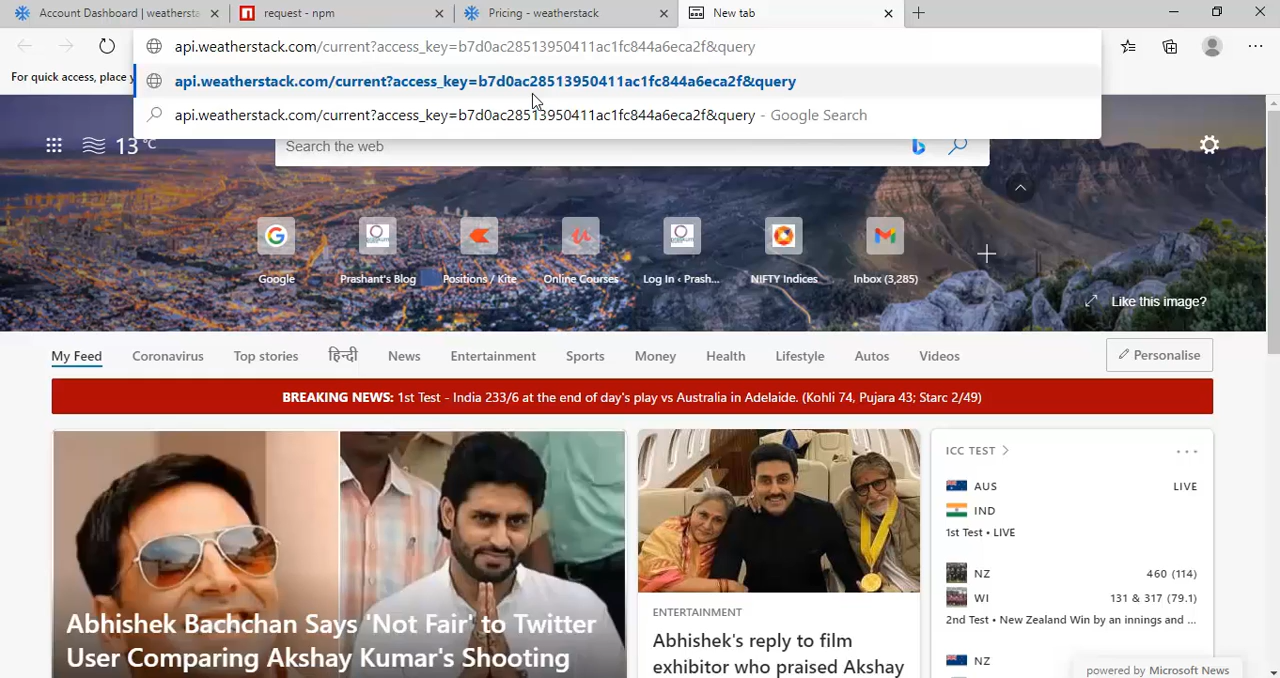 Account Dashboard | weathersta
request - npm
Pricing - weatherstack
New tab
For quick access, place y
api.weatherstack.com/current?access_key=b7d0ac28513950411ac1fc844a6eca2f&query
api.weatherstack.com/current?access_key=b7d0ac28513950411ac1fc844a6eca2f&query
api.weatherstack.com/current?access_key=b7d0ac28513950411ac1fc844a6eca2f&query - Google Search
13 °C
Search the web
Google
Prashant's Blog
Positions / Kite
Online Courses
Log In ‹ Prash...
NIFTY Indices
Inbox (3,285)
Like this image?
My Feed
Coronavirus
Top stories
हिन्दी
News
Entertainment
Sports
Money
Health
Lifestyle
Autos
Videos
Personalise
BREAKING NEWS: 1st Test - India 233/6 at the end of day's play vs Australia in Adelaide. (Kohli 74, Pujara 43; Starc 2/49)
Abhishek Bachchan Says 'Not Fair' to Twitter
User Comparing Akshay Kumar's Shooting
ENTERTAINMENT
Abhishek's reply to film
exhibitor who praised Akshay
ICC TEST
AUS LIVE
IND
1st Test • LIVE
NZ 460 (114)
WI 131 & 317 (79.1)
2nd Test • New Zealand Win by an innings and ...
NZ
powered by Microsoft News